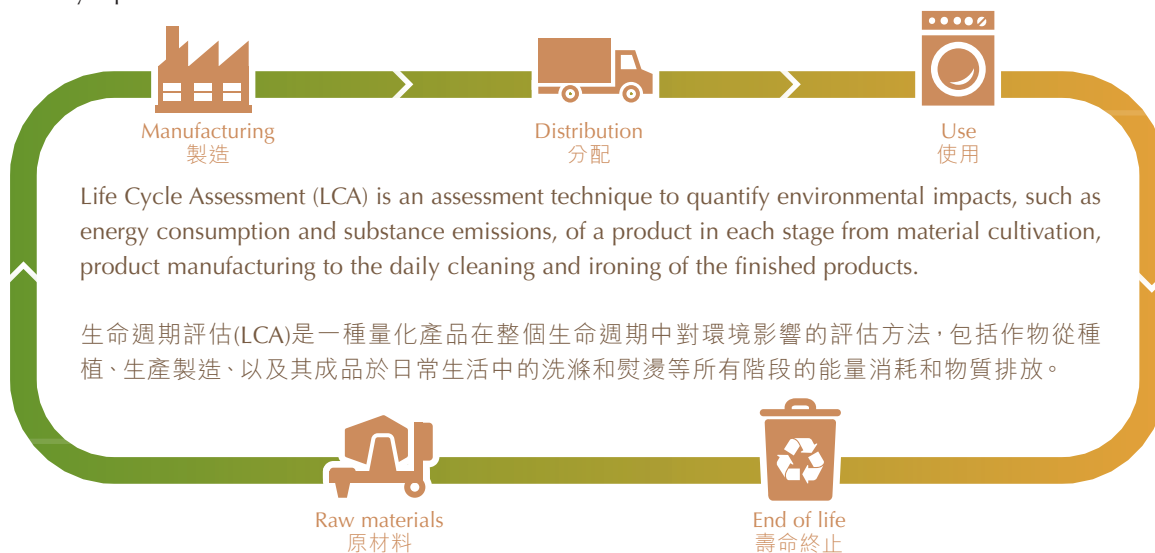 Manufacturing
製造
Distribution
分配
Use
使用
Life Cycle Assessment (LCA) is an assessment technique to quantify environmental impacts, such as
energy consumption and substance emissions, of a product in each stage from material cultivation,
product manufacturing to the daily cleaning and ironing of the finished products.
生命週期評估(LCA)是一種量化產品在整個生命週期中對環境影響的評估方法，包括作物從種
植、生產製造、以及其成品於日常生活中的洗滌和熨燙等所有階段的能量消耗和物質排放。
Raw materials
原材料
End of life
壽命終止